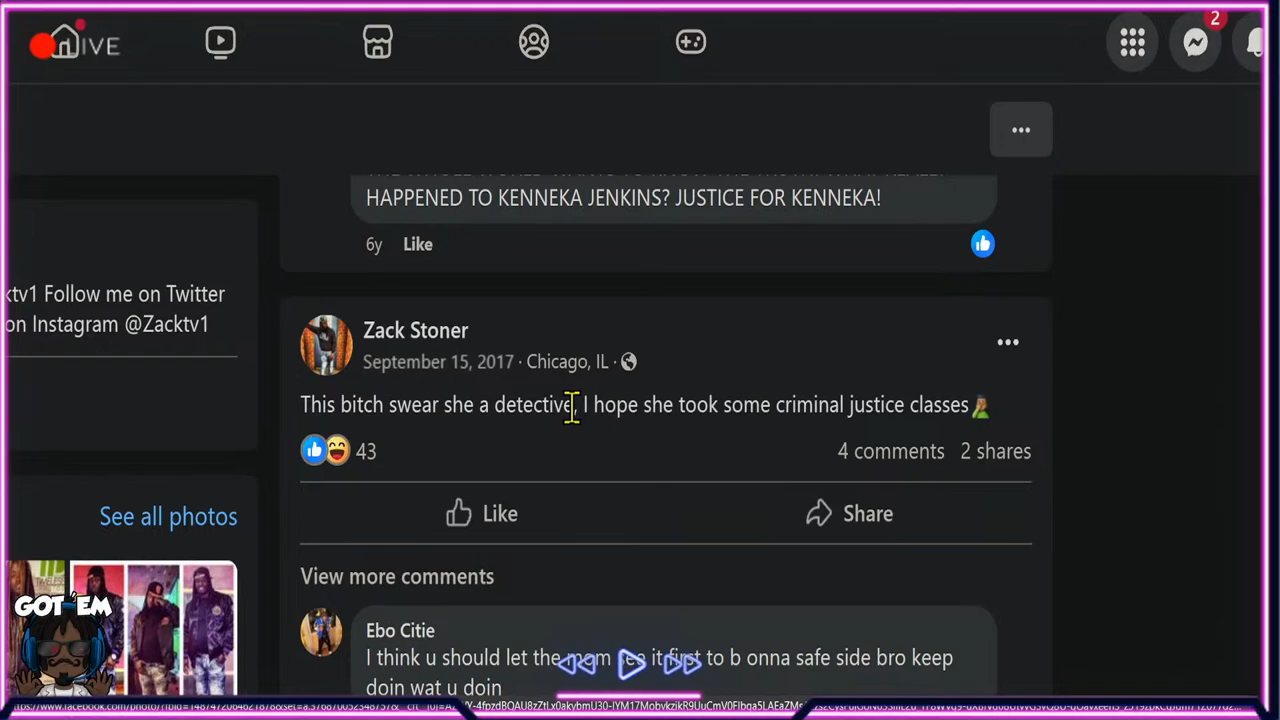 IVE
2
HAPPENED TO KENNEKA JENKINS? JUSTICE FOR KENNEKA!
6y Like
ktv1 Follow me on Twitter
on Instagram @Zacktv1
Zack Stoner
September 15, 2017 · Chicago, IL ·
This bitch swear she a detective, I hope she took some criminal justice classes
43
4 comments 2 shares
Like
Share
See all photos
View more comments
GOT 'EM
Ebo Citie
I think u should let the mom see it first to b onna safe side bro keep
doin wat u doin